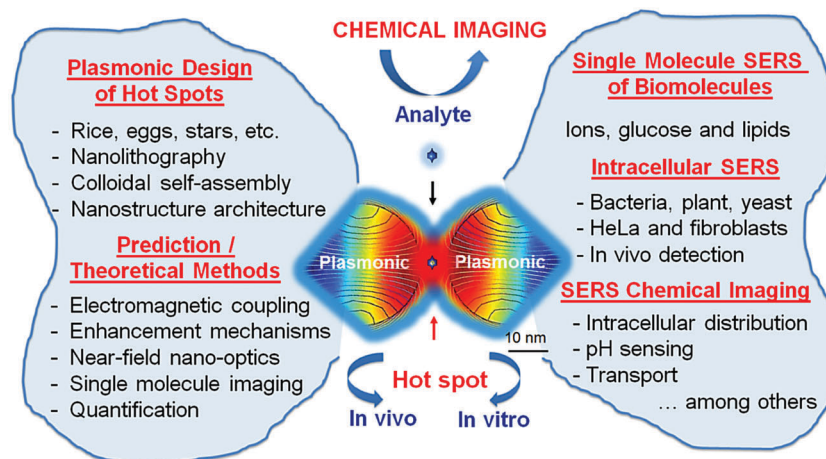 CHEMICAL IMAGING
Plasmonic Design
of Hot Spots
- Rice, eggs, stars, etc.
- Nanolithography
- Colloidal self-assembly
- Nanostructure architecture
Prediction /
Theoretical Methods
- Electromagnetic coupling
- Enhancement mechanisms
- Near-field nano-optics
- Single molecule imaging
- Quantification
Analyte
Plasmonic
Plasmonic
10 nm
Hot spot
In vivo
In vitro
Single Molecule SERS
of Biomolecules
Ions, glucose and lipids
Intracellular SERS
- Bacteria, plant, yeast
- HeLa and fibroblasts
- In vivo detection
SERS Chemical Imaging
- Intracellular distribution
- pH sensing
- Transport
... among others